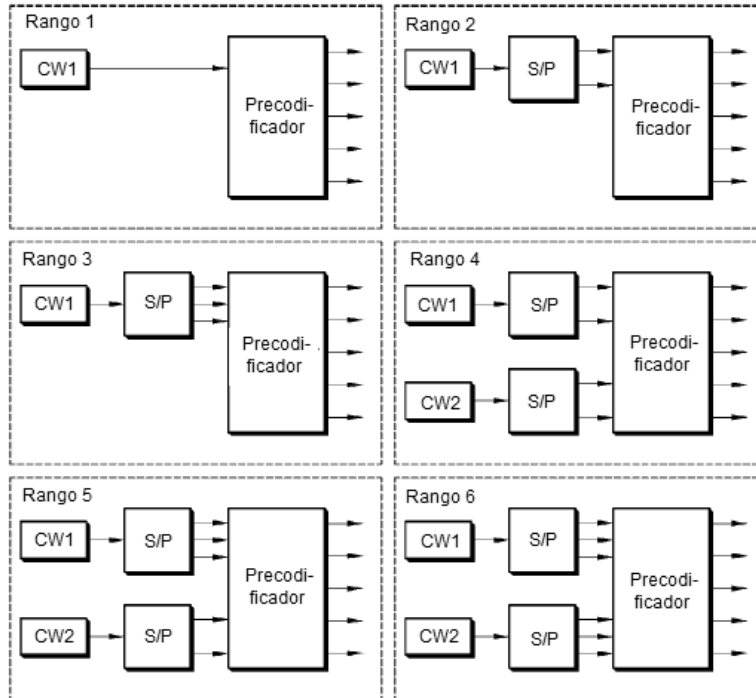 Rango 1
CW1
Precodi-
ficador
Rango 2
CW1
S/P
Precodi-
ficador
Rango 3
CW1
S/P
Precodi-
ficador
Rango 4
CW1
S/P
CW2
S/P
Precodi-
ficador
Rango 5
CW1
S/P
CW2
S/P
Precodi-
ficador
Rango 6
CW1
S/P
CW2
S/P
Precodi-
ficador